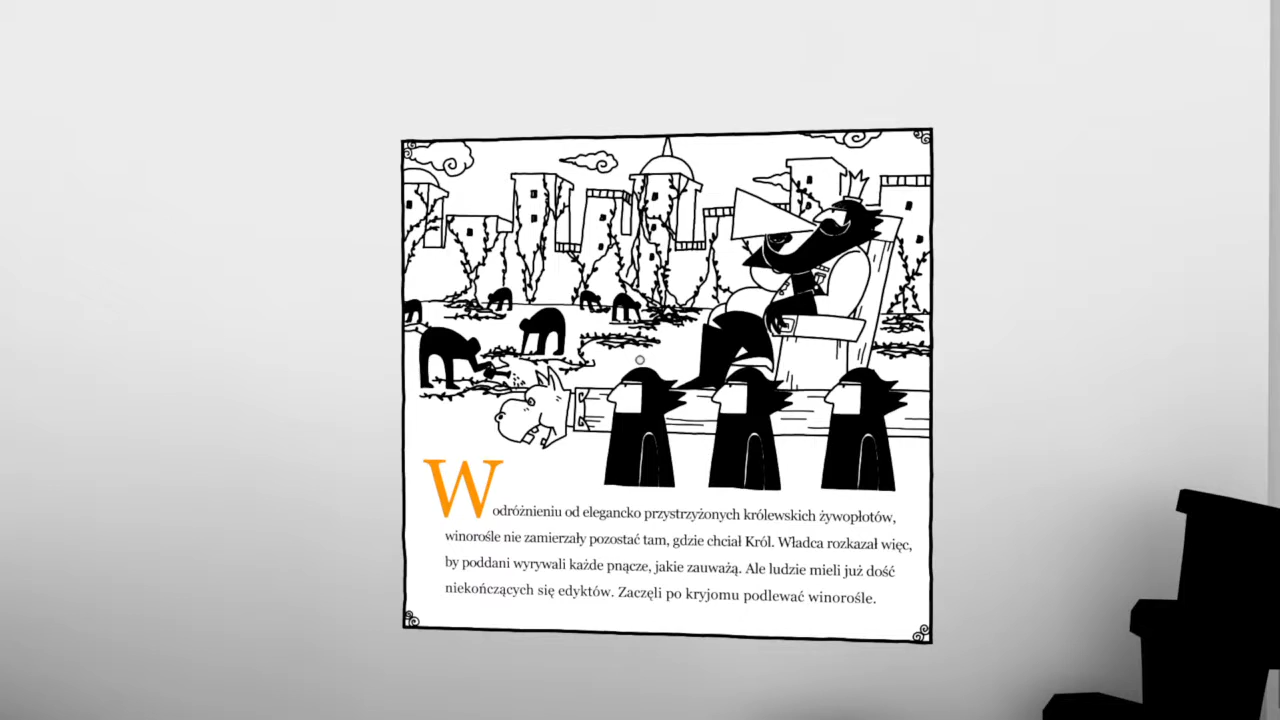 W odróżnieniu od elegancko przystrzyżonych królewskich żywopłotów,
winorośle nie zamierzały pozostać tam, gdzie chciał Król. Władca rozkazał więc,
by poddani wyrywali każde pnącze, jakie zauważą. Ale ludzie mieli już dość
niekończących się edyktów. Zaczęli po kryjomu podlewać winorośle.